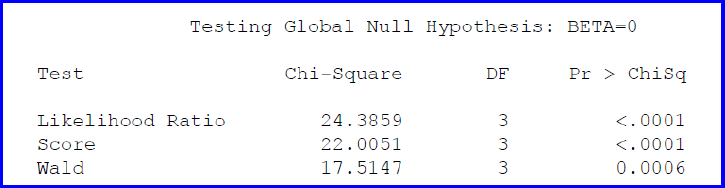 Testing Global Null Hypothesis: BETA=0
Test Chi-Square DF Pr > ChiSq
Likelihood Ratio 24.3859 3 <.0001
Score 22.0051 3 <.0001
Wald 17.5147 3 0.0006